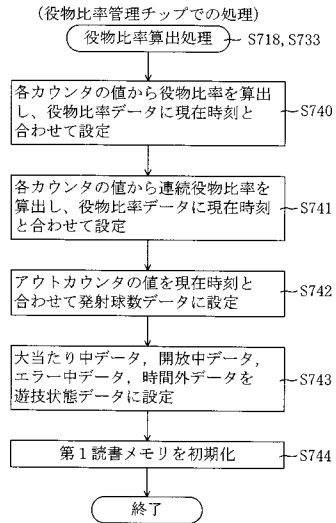 (役物比率管理チップでの処理)
役物比率算出処理
S718, S733
各カウンタの値から役物比率を算出
し、役物比率データに現在時刻と
合わせて設定
S740
各カウンタの値から連続役物比率を
算出し、役物比率データに現在時刻
と合わせて設定
S741
アウトカウンタの値を現在時刻と
合わせて発射球数データに設定
S742
大当たり中データ, 開放中データ,
エラー中データ, 時間外データを
遊技状態データに設定
S743
第1読書メモリを初期化
S744
終了